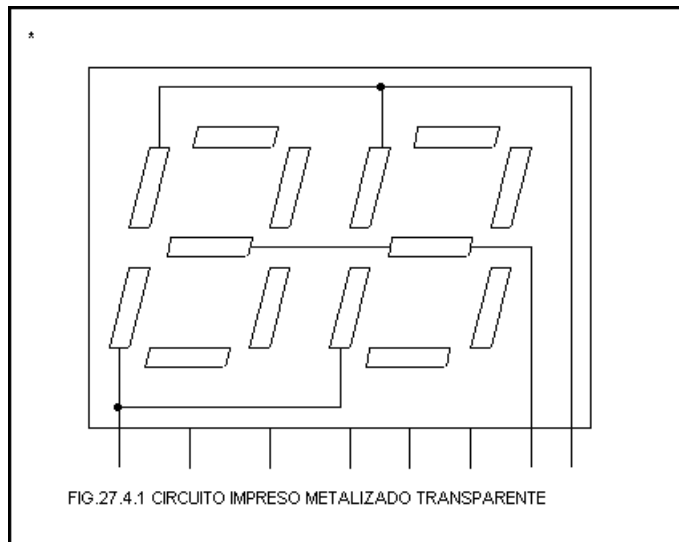 *
FIG.27.4.1 CIRCUITO IMPRESO METALIZADO TRANSPARENTE